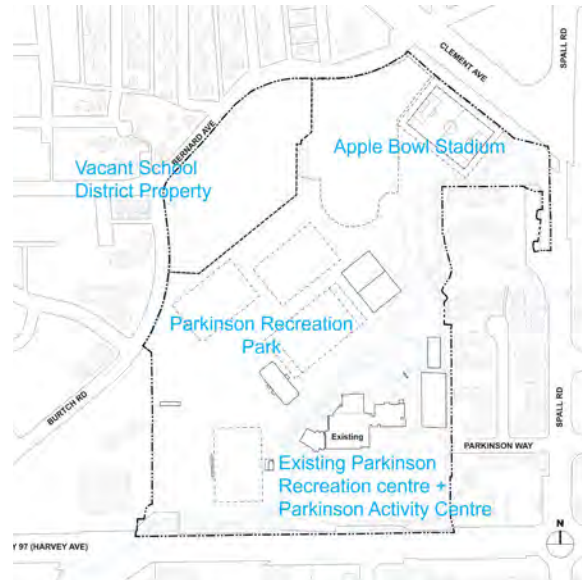 CLEMENT AVE
SPALL RD
BERNARD AVE
Apple Bowl Stadium
Vacant School
District Property
Parkinson Recreation
Park
BURTCH RD
SPALL RD
Existing
PARKINSON WAY
Existing Parkinson
Recreation centre +
Parkinson Activity Centre
N
Y 97 (HARVEY AVE)